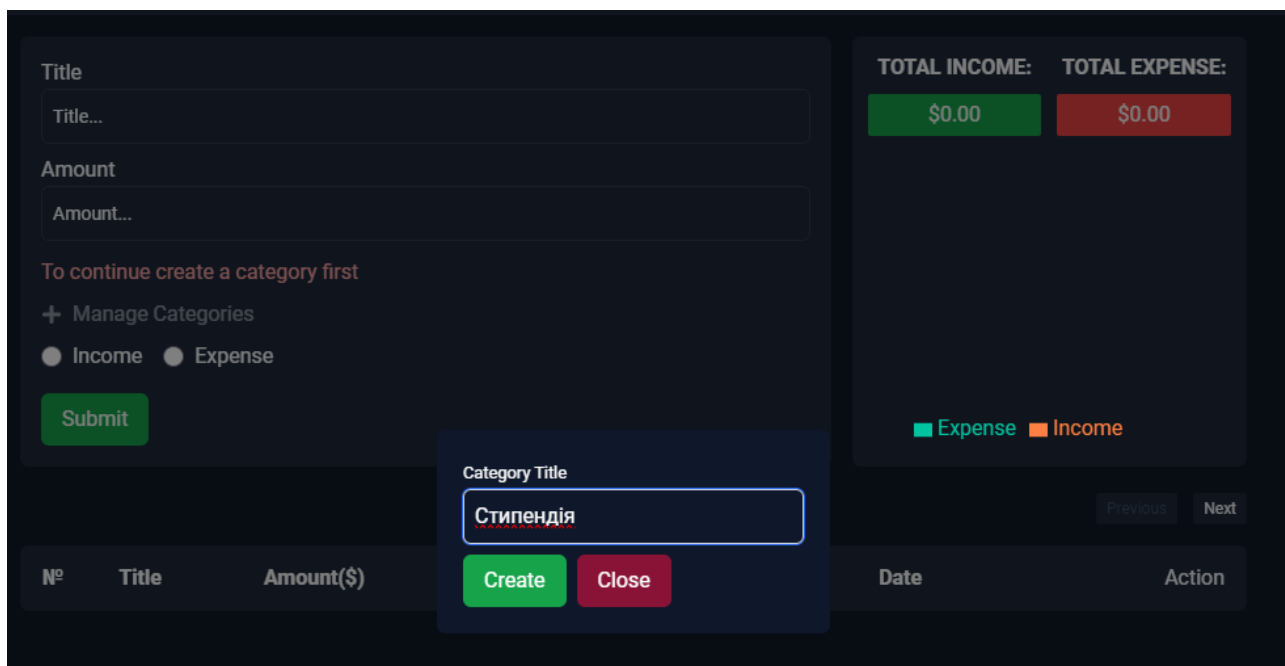 Title
Title...
Amount
Amount...
To continue create a category first
+ Manage Categories
Income Expense
Submit
TOTAL INCOME: TOTAL EXPENSE:
$0.00 $0.00
Expense Income
Category Title
Стипендія
Create Close
Previous Next
Nº Title Amount($) Date Action